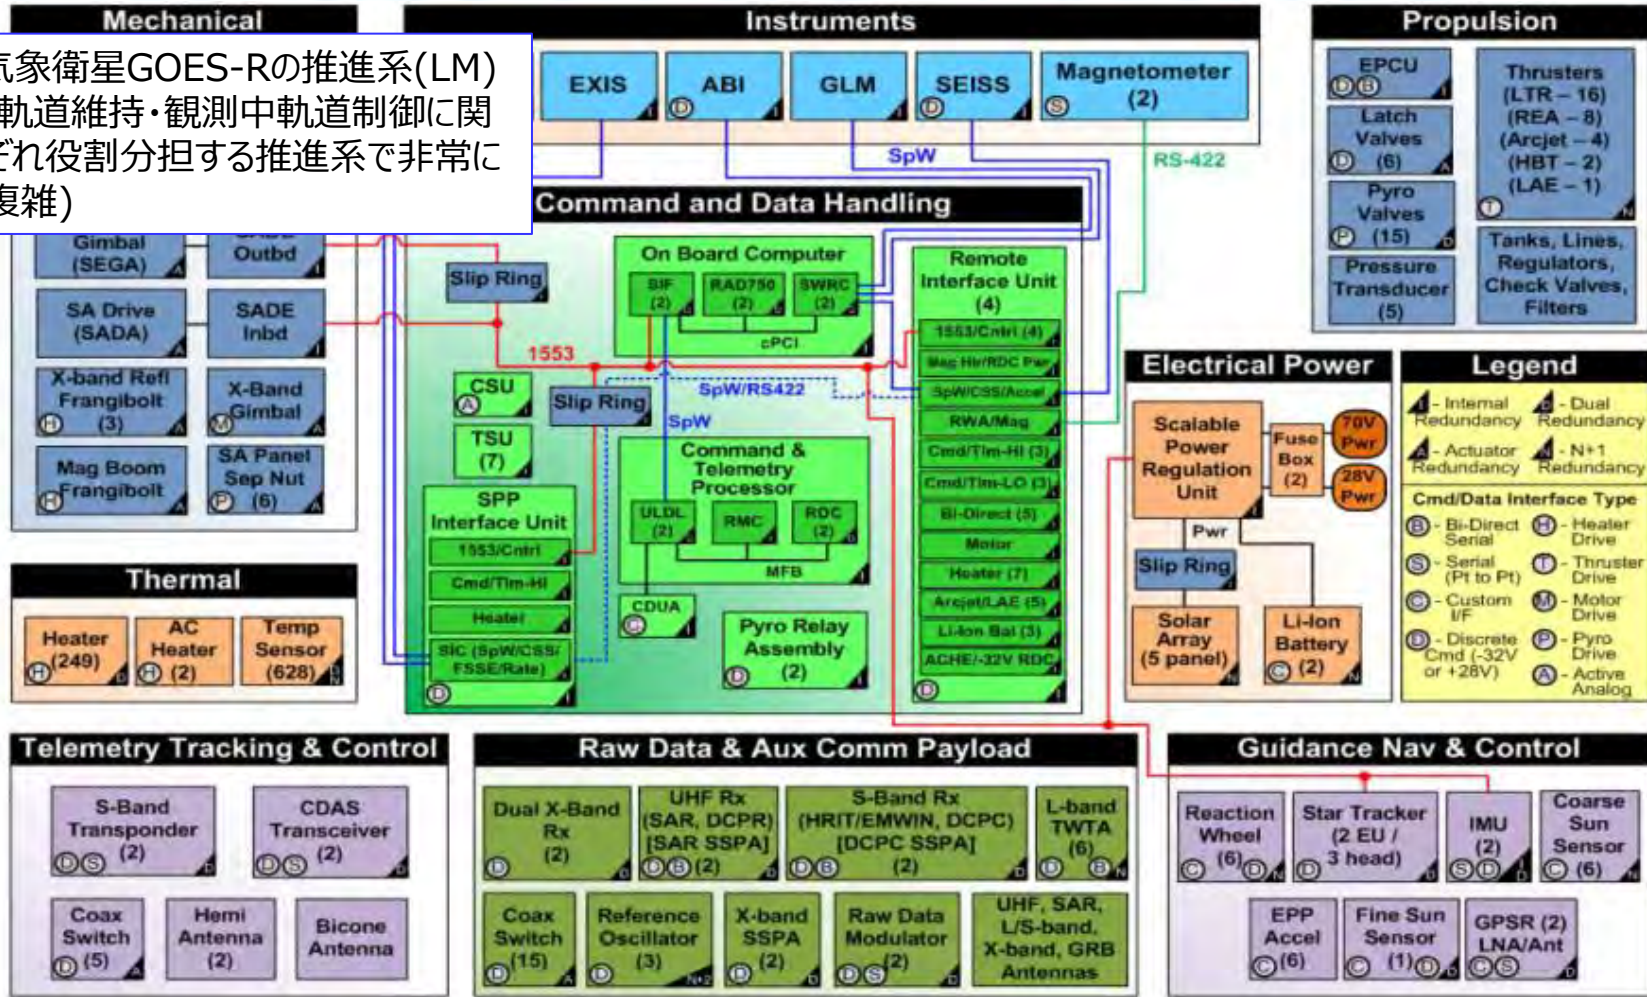 Mechanical
気象衛星GOES-Rの推進系(LM)
軌道維持・観測中軌道制御に関
ぞれ役割分担する推進系で非常に
複雑)
Gimbal
(SEGA)
Outbd
SA Drive
(SADA)
SADE
Inbd
X-band Refl
Frangibolt
(3)
X-Band
Gimbal
Mag Boom
Frangibolt
SA Panel
Sep Nut
(6)
Instruments
EXIS
ABI
GLM
SEISS
Magnetometer
(2)
SpW
RS-422
Propulsion
EPCU
Latch
Valves
(6)
Pyro
Valves
(15)
Pressure
Transducer
(5)
Thrusters
(LTR – 16)
(REA – 8)
(Arcjet – 4)
(HBT – 2)
(LAE – 1)
Tanks, Lines,
Regulators,
Check Valves,
Filters
Command and Data Handling
Slip Ring
On Board Computer
SIF
(2)
RAD750
(2)
SWRC
(2)
cPCI
1553
CSU
TSU
(7)
Slip Ring
SpW/RS422
SpW
Command &
Telemetry
Processor
ULDL
(2)
RMC
RDC
(2)
MFB
CDUA
Pyro Relay
Assembly
(2)
SPP
Interface Unit
1553/Cntrl
Cmd/Tlm-HI
Heater
SIC (SpW/CSS/
FSSE/Rate)
Remote
Interface Unit
(4)
1553/Cntrl (4)
Mag Htr/RDC Pwr
SpW/CSS/Accel
RWA/Mag
Cmd/Tlm-HI (3)
Cmd/Tlm-LO (3)
Bi-Direct (5)
Motor
Heater (7)
Arcjet/LAE (5)
Li-Ion Bal (3)
ACHE/-32V RDC
Electrical Power
Scalable
Power
Regulation
Unit
Fuse
Box
(2)
70V
Pwr
28V
Pwr
Pwr
Slip Ring
Solar
Array
(5 panel)
Li-Ion
Battery
(2)
Legend
- Internal
Redundancy
- Dual
Redundancy
- Actuator
Redundancy
- N+1
Redundancy
Cmd/Data Interface Type
B - Bi-Direct
Serial
H - Heater
Drive
S - Serial
(Pt to Pt)
T - Thruster
Drive
C - Custom
I/F
M - Motor
Drive
D - Discrete
Cmd (-32V
or +28V)
P - Pyro
Drive
A - Active
Analog
Thermal
Heater
(249)
AC
Heater
(2)
Temp
Sensor
(628)
Telemetry Tracking & Control
S-Band
Transponder
(2)
CDAS
Transceiver
(2)
Coax
Switch
(5)
Hemi
Antenna
(2)
Bicone
Antenna
Raw Data & Aux Comm Payload
Dual X-Band
Rx
(2)
UHF Rx
(SAR, DCPR)
[SAR SSPA]
(2)
S-Band Rx
(HRIT/EMWIN, DCPC)
[DCPC SSPA]
(2)
L-band
TWTA
(6)
Coax
Switch
(15)
Reference
Oscillator
(3)
N+2
X-band
SSPA
(2)
Raw Data
Modulator
(2)
UHF, SAR,
L/S-band,
X-band, GRB
Antennas
Guidance Nav & Control
Reaction
Wheel
(6)
Star Tracker
(2 EU /
3 head)
IMU
(2)
Coarse
Sun
Sensor
(6)
EPP
Accel
(6)
Fine Sun
Sensor
(1)
GPSR (2)
LNA/Ant